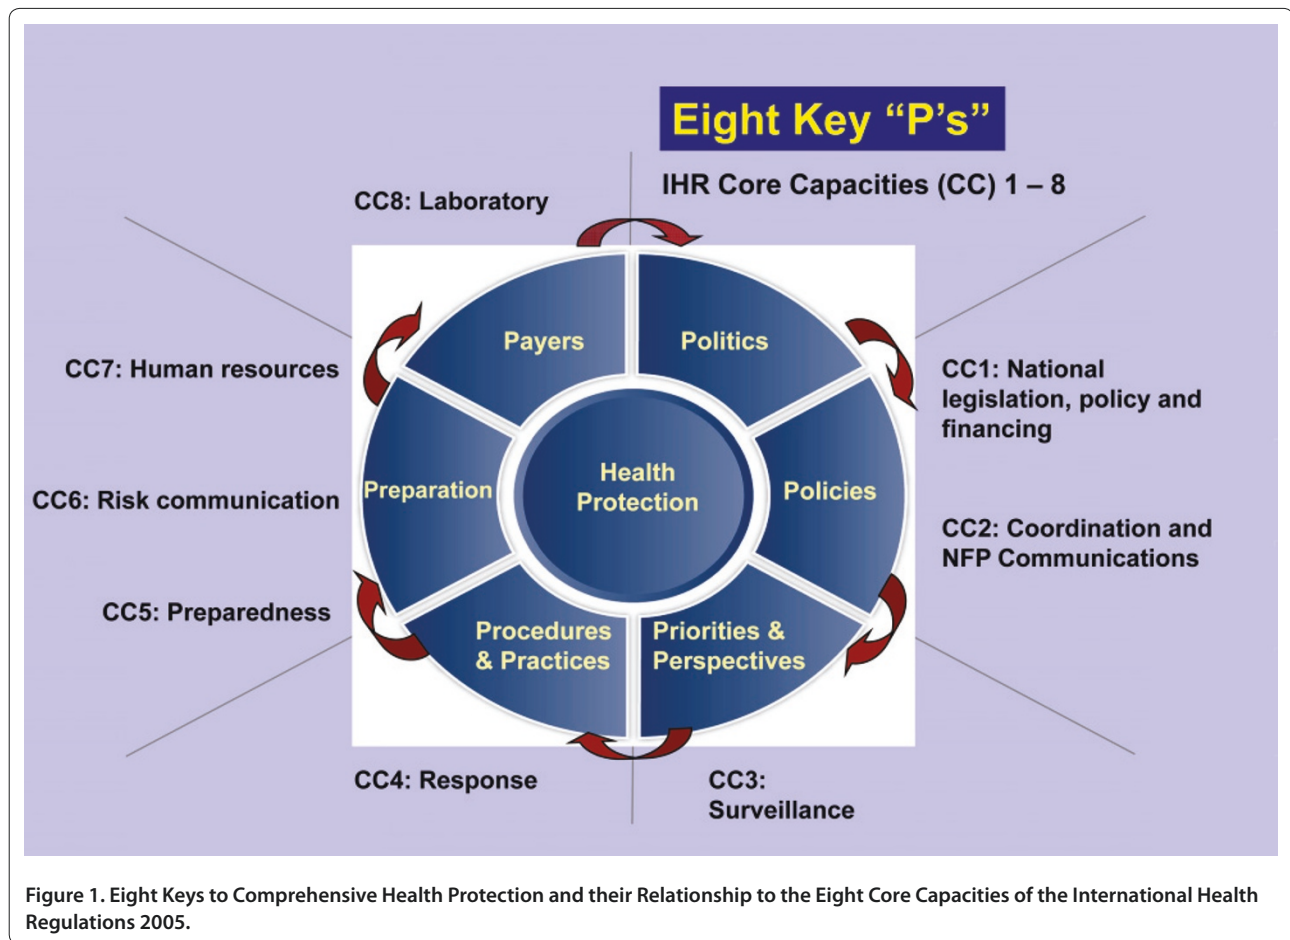 Eight Key “P’s”
IHR Core Capacities (CC) 1 – 8
CC8: Laboratory
Payers
Politics
CC7: Human resources
CC1: National
legislation, policy and
financing
Health
Protection
Preparation
Policies
CC6: Risk communication
CC2: Coordination and
NFP Communications
CC5: Preparedness
Procedures
& Practices
Priorities &
Perspectives
CC4: Response
CC3:
Surveillance
Figure 1. Eight Keys to Comprehensive Health Protection and their Relationship to the Eight Core Capacities of the International Health
Regulations 2005.